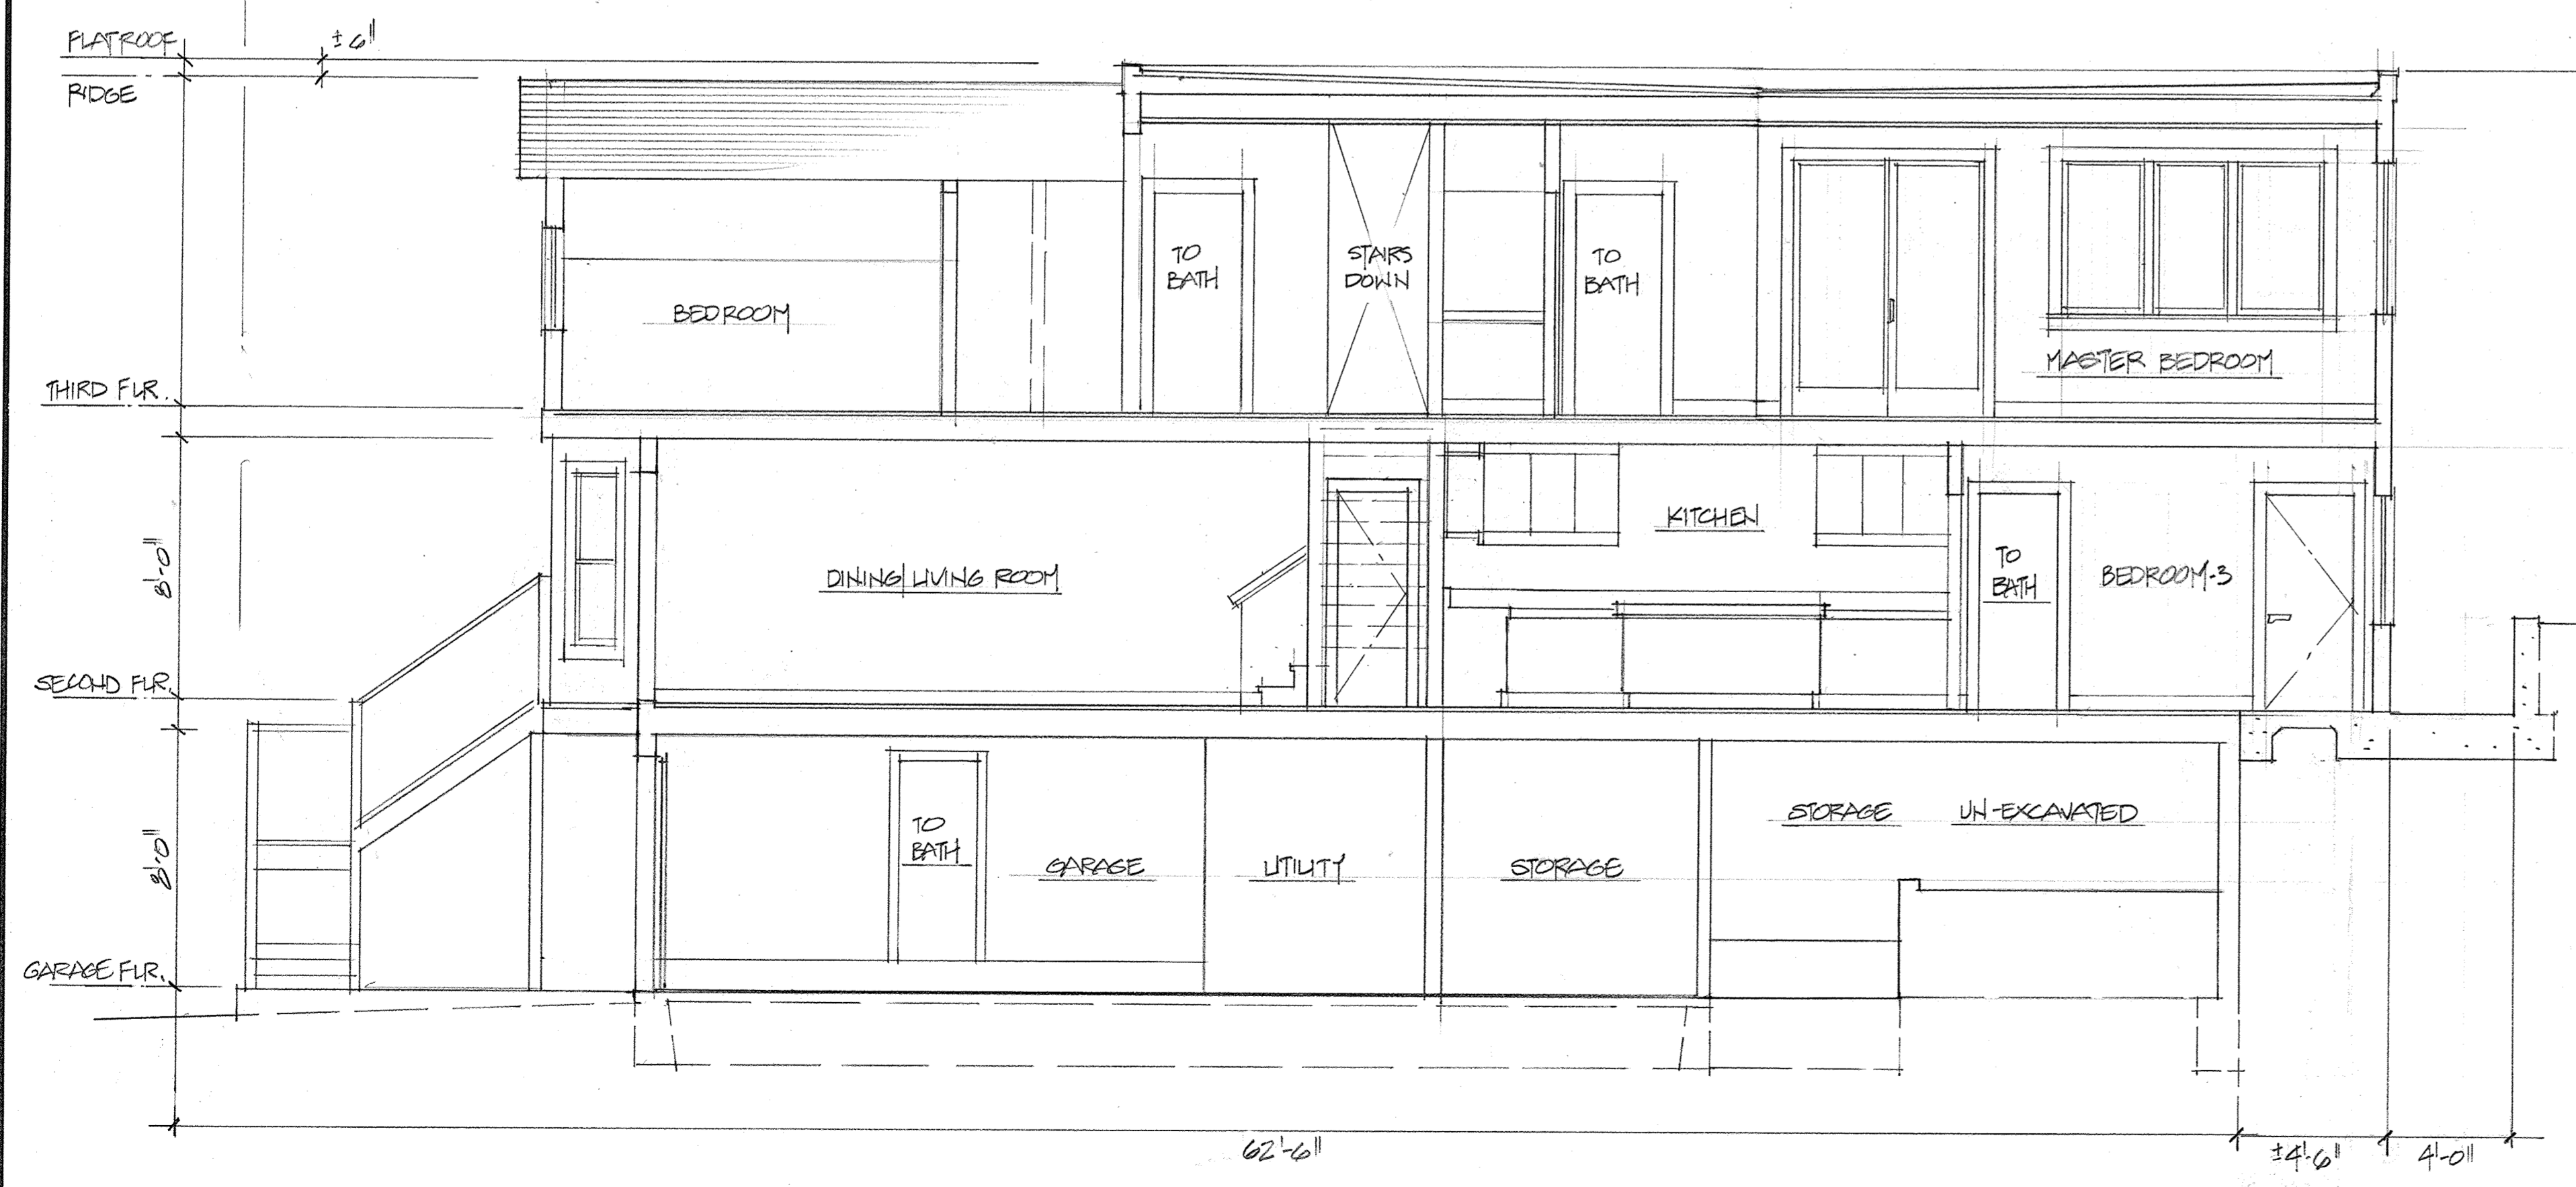 FLAT ROOF
±6"
RIDGE
TO
BATH
STAIRS
DOWN
TO
BATH
BEDROOM
MASTER BEDROOM
THIRD FLR.
8'-0"
KITCHEN
DINING/LIVING ROOM
TO
BATH
BEDROOM-3
SECOND FLR.
8'-0"
TO
BATH
GARAGE
UTILITY
STORAGE
STORAGE
UN-EXCAVATED
GARAGE FLR.
62'-6"
±4'-6"
4'-0"